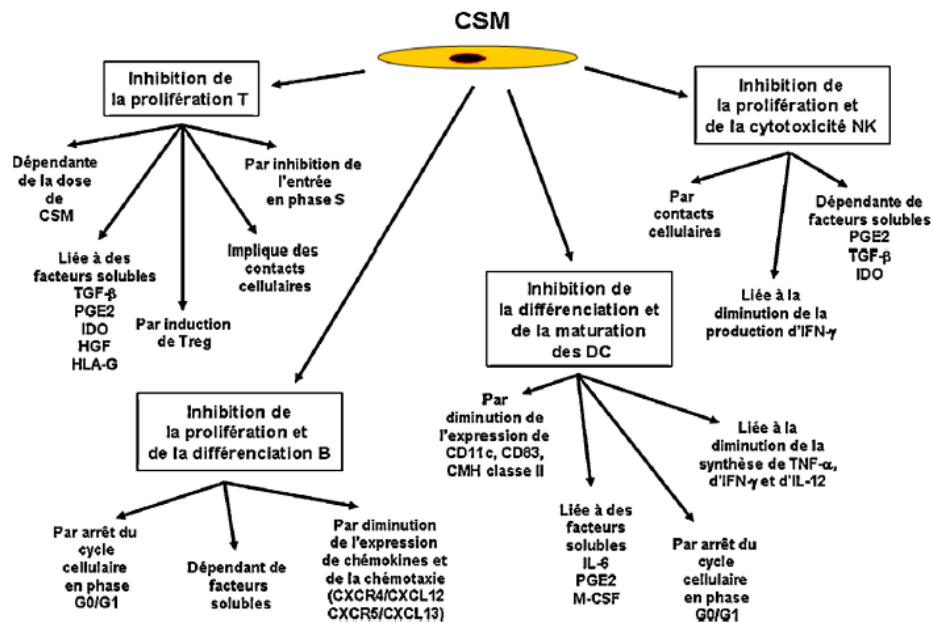 CSM
Inhibition de
la prolifération T
Dépendante
de la dose
de
CSM
Liée à des
facteurs solubles
TGF-β
PGE2
IDO
HGF
HLA-G
Par induction
de Treg
Implique des
contacts
cellulaires
Par inhibition de
l'entrée
en phase S
Inhibition de
la prolifération et
de la différenciation B
Par arrêt du
cycle
cellulaire
en phase
G0/G1
Dépendant de
facteurs
solubles
Par diminution
de l'expression
de chémokines et
de la chémotaxie
(CXCR4/CXCL12
CXCR5/CXCL13)
Inhibition de
la différenciation et
de la maturation
des DC
Par
diminution de
l'expression de
CD11c, CD83,
CMH classe II
Liée à des
facteurs
solubles
IL-6
PGE2
M-CSF
Par arrêt du
cycle
cellulaire
en phase
G0/G1
Liée à la
diminution de la
synthèse de TNF-α,
d'IFN-γ et d'IL-12
Inhibition de
la prolifération et
de la cytotoxicité NK
Par
contacts
cellulaires
Liée à la
diminution de la
production d'IFN-γ
Dépendante de
facteurs solubles
PGE2
TGF-β
IDO